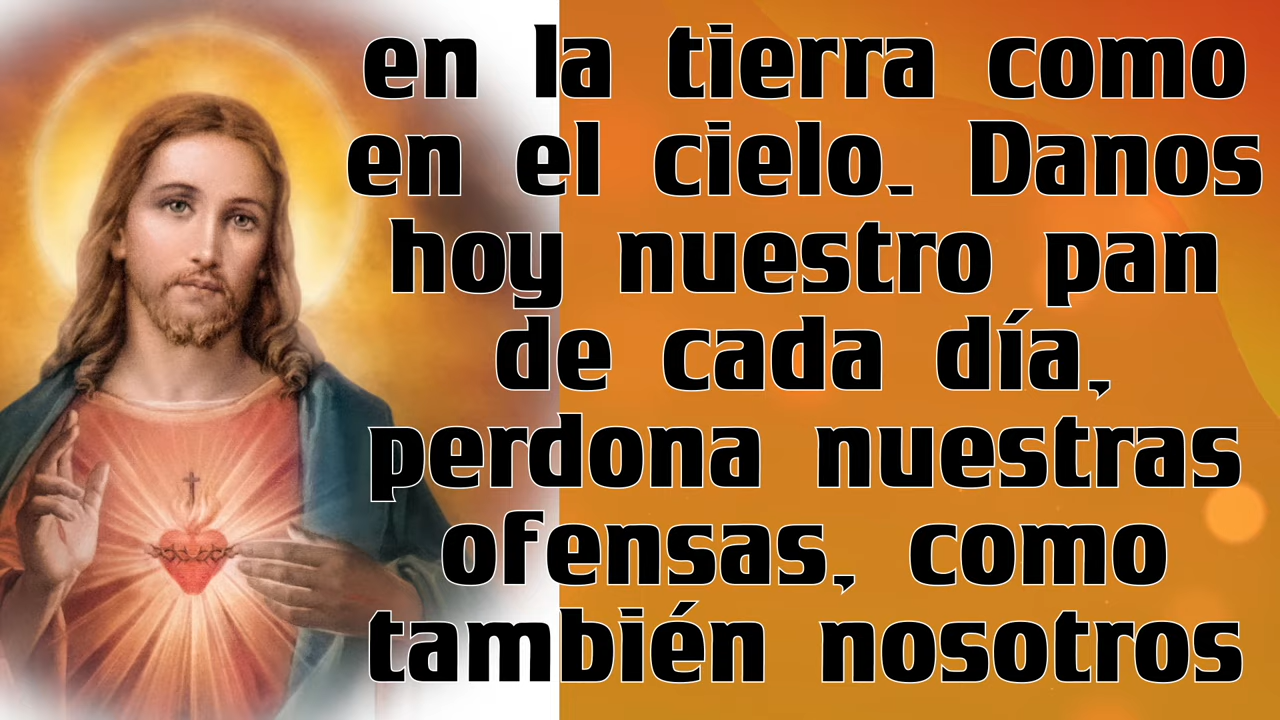 en la tierra como
en el cielo. Danos
hoy nuestro pan
de cada día,
perdona nuestras
ofensas, como
también nosotros